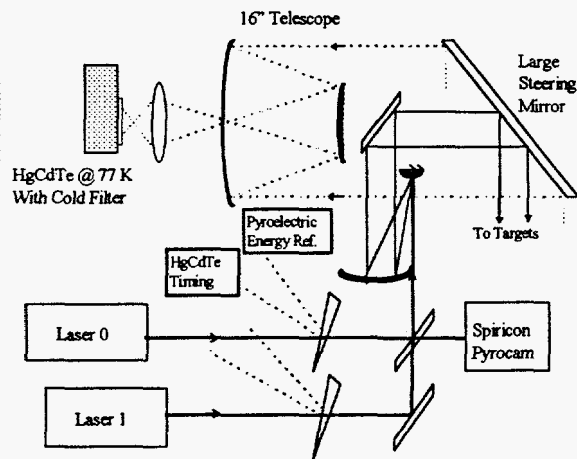 16" Telescope
Large
Steering
Mirror
HgCdTe @ 77 K
With Cold Filter
To Targets
Pyroelectric
Energy Ref.
HgCdTe
Timing
Laser 0
Spiricon
Pyrocam
Laser 1